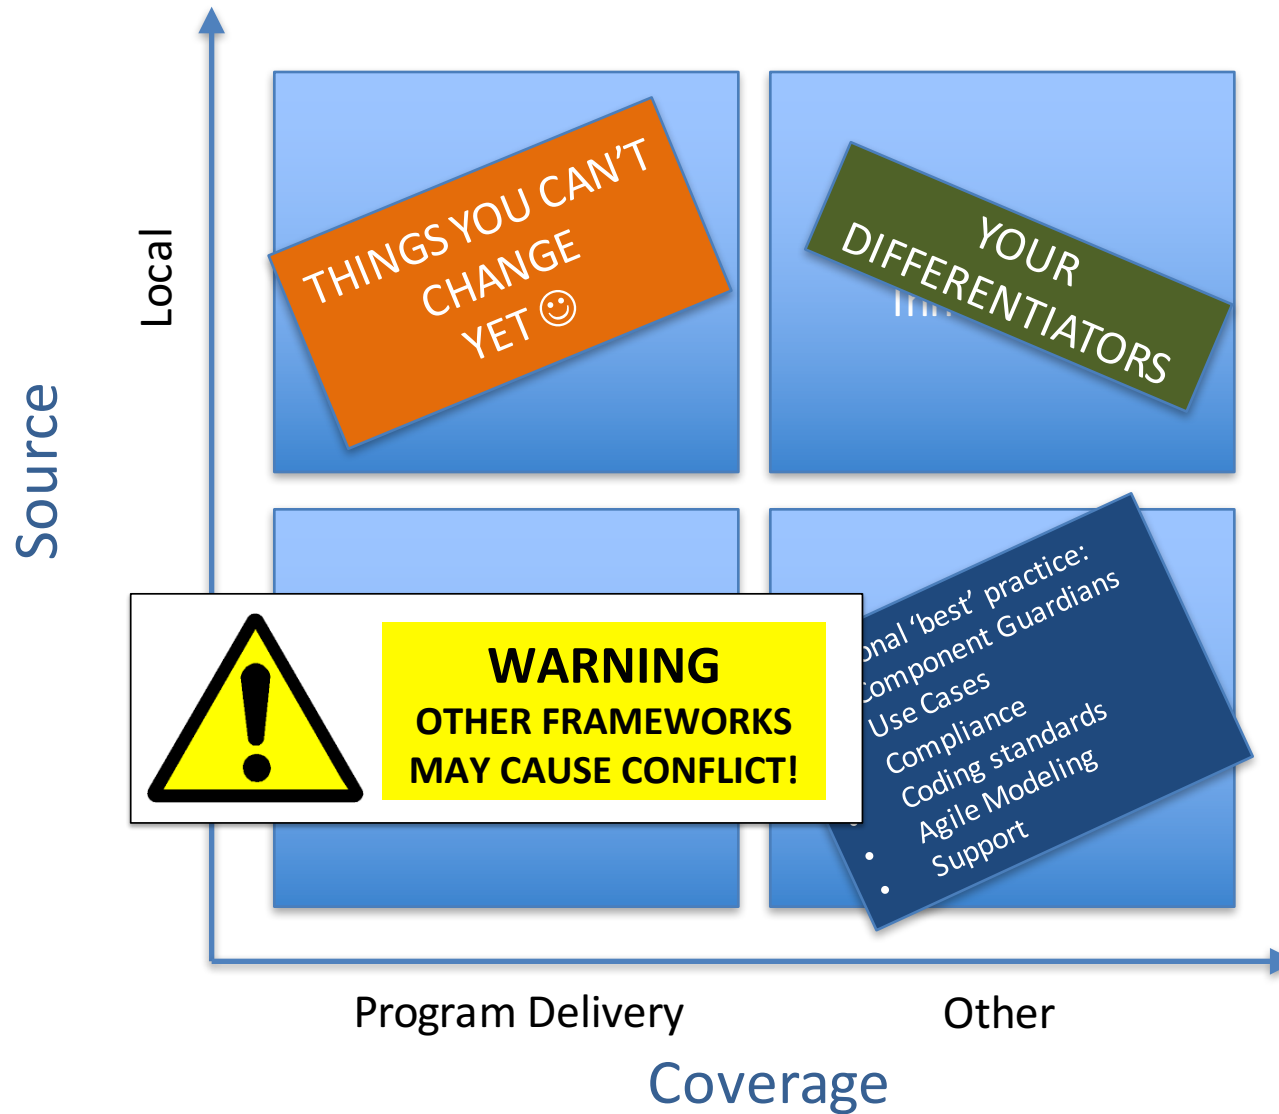 Source
Local
THINGS YOU CAN’T
CHANGE
YET ☺
YOUR
DIFFERENTIATORS
WARNING
OTHER FRAMEWORKS
MAY CAUSE CONFLICT!
‘best’ practice:
Component Guardians
Use Cases
Compliance
Coding standards
• Agile Modeling
• Support
Program Delivery
Other
Coverage